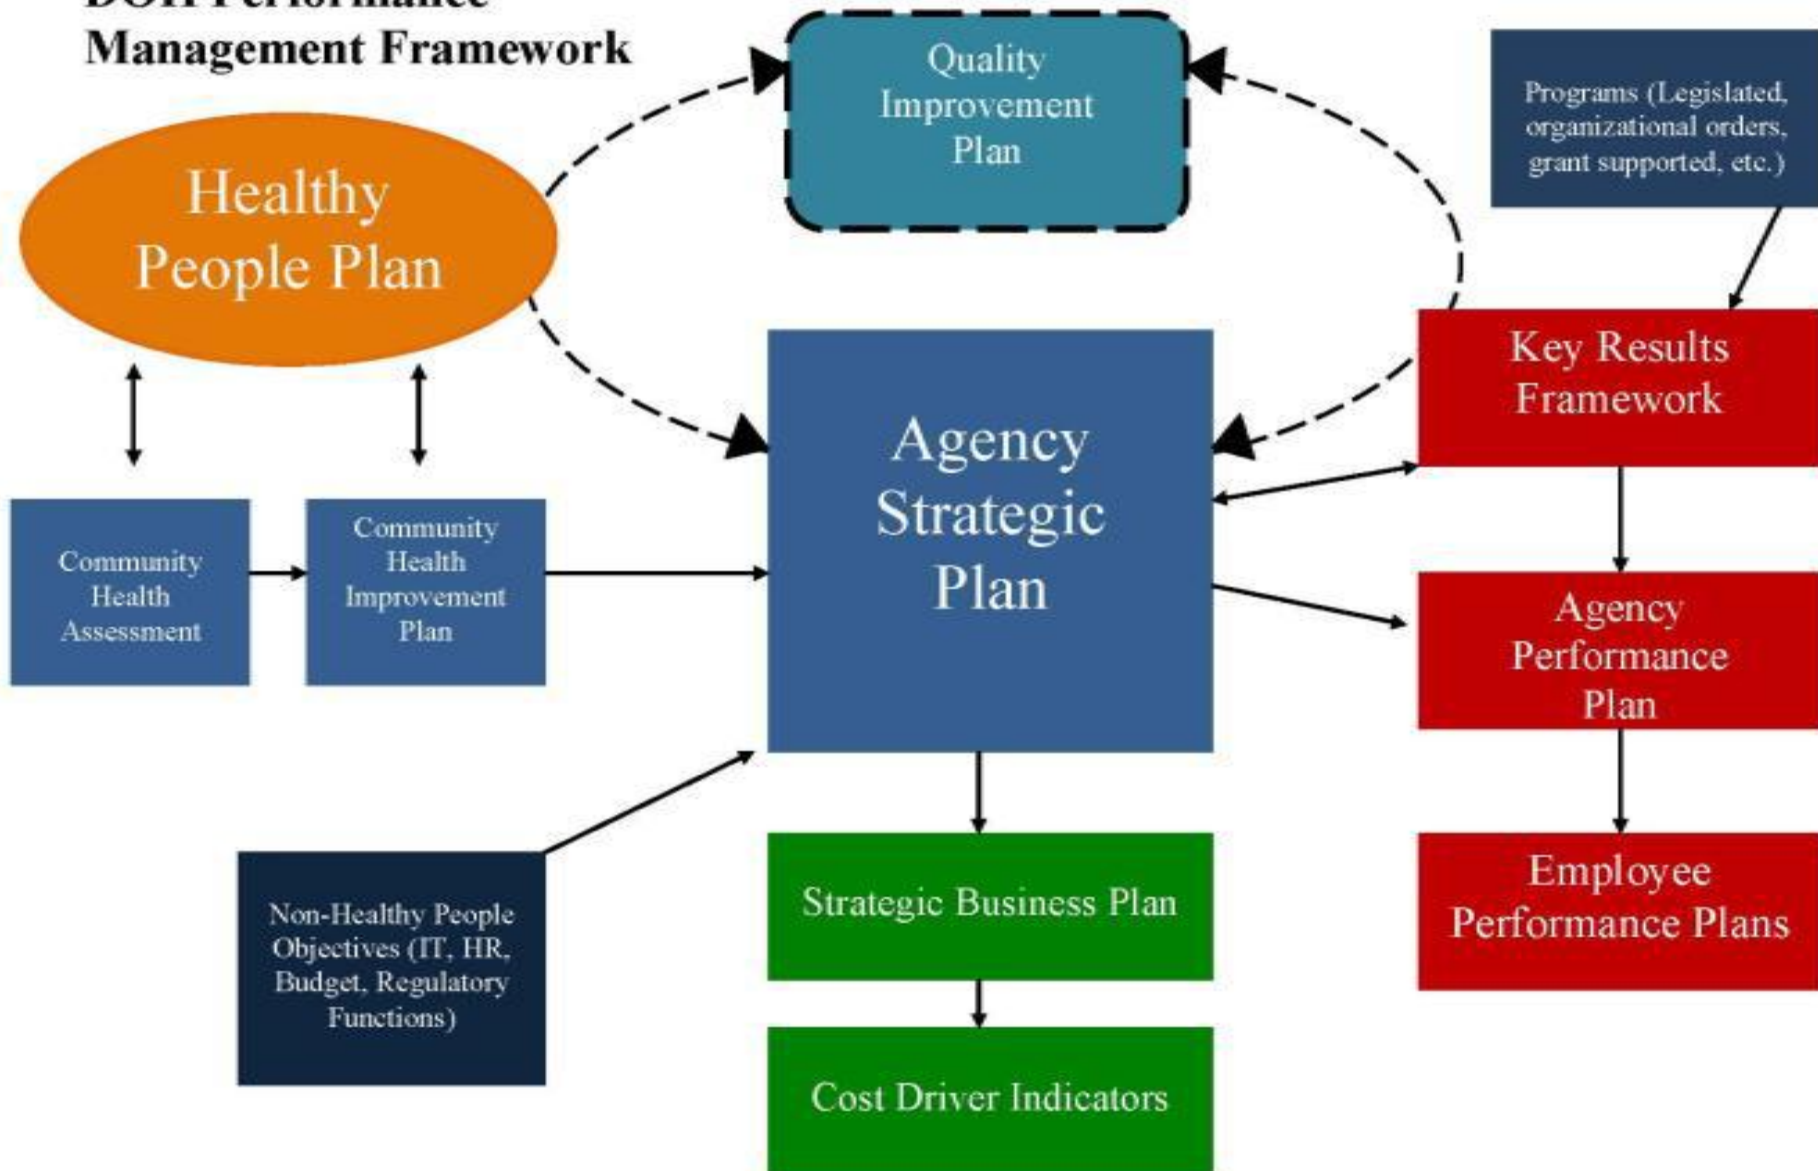 DOH Performance
Management Framework
Quality
Improvement
Plan
Programs (Legislated,
organizational orders,
grant supported, etc.)
Healthy
People Plan
Key Results
Framework
Agency
Strategic
Plan
Community
Health
Assessment
Community
Health
Improvement
Plan
Agency
Performance
Plan
Non-Healthy People
Objectives (IT, HR,
Budget, Regulatory
Functions)
Strategic Business Plan
Employee
Performance Plans
Cost Driver Indicators